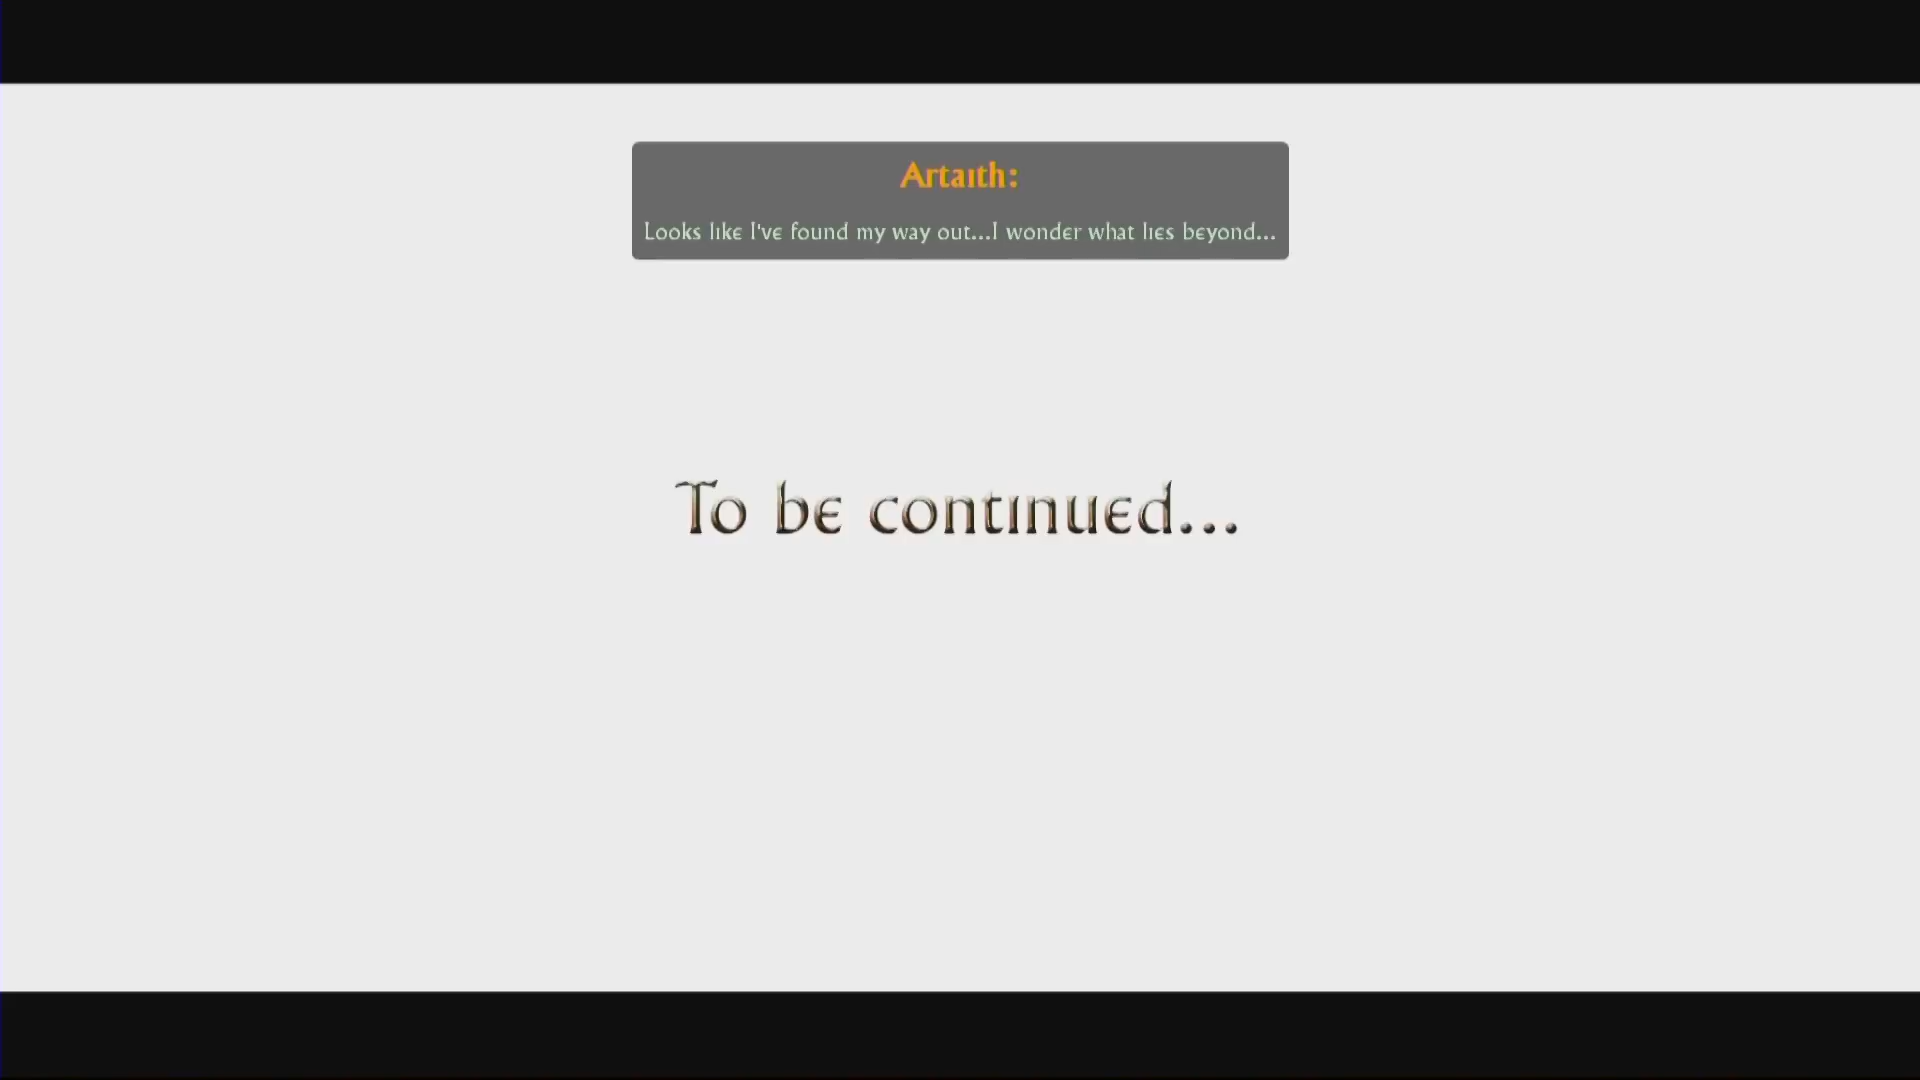 Artaith:
Looks like I've found my way out...I wonder what lies beyond...
To be continued...